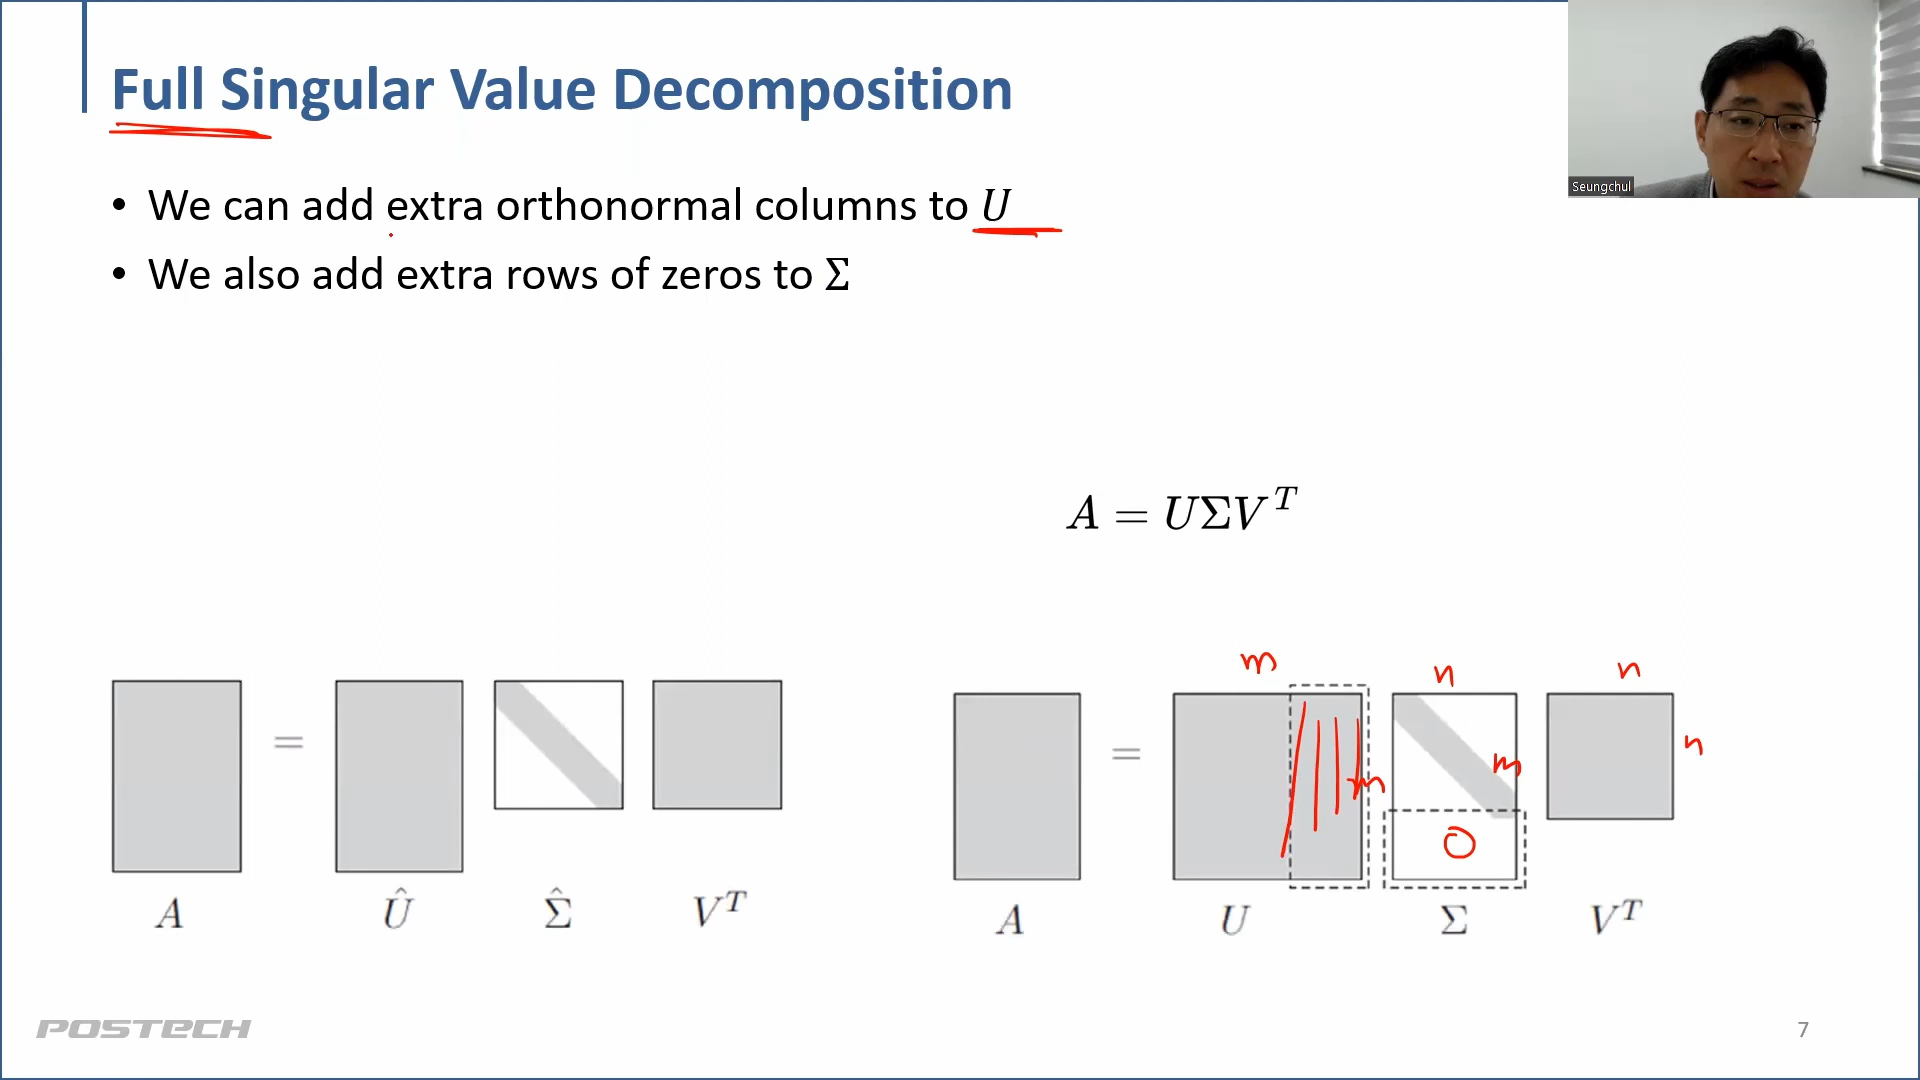 Full Singular Value Decomposition
Seungchul
• We can add extra orthonormal columns to U
• We also add extra rows of zeros to Σ
A = UΣV^T
m
n
n
=
=
m
m
n
0
A
Û
Σ̂
V^T
A
U
Σ
V^T
POSTECH
7